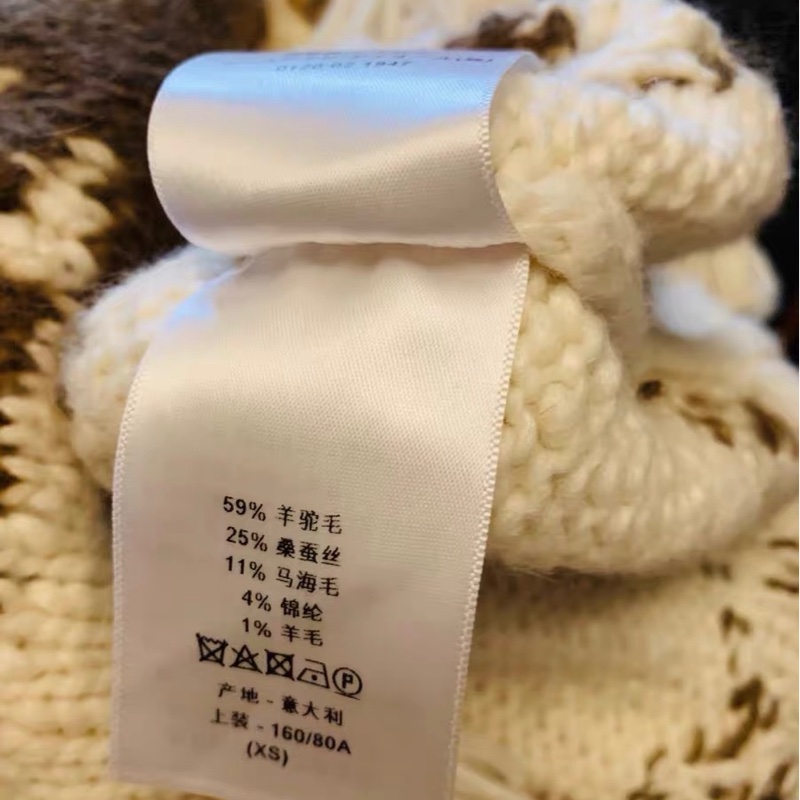 59% 羊驼毛
25% 桑蚕丝
11% 马海毛
4% 锦纶
1% 羊毛
P
产地 - 意大利
上装 - 160/80A
(XS)